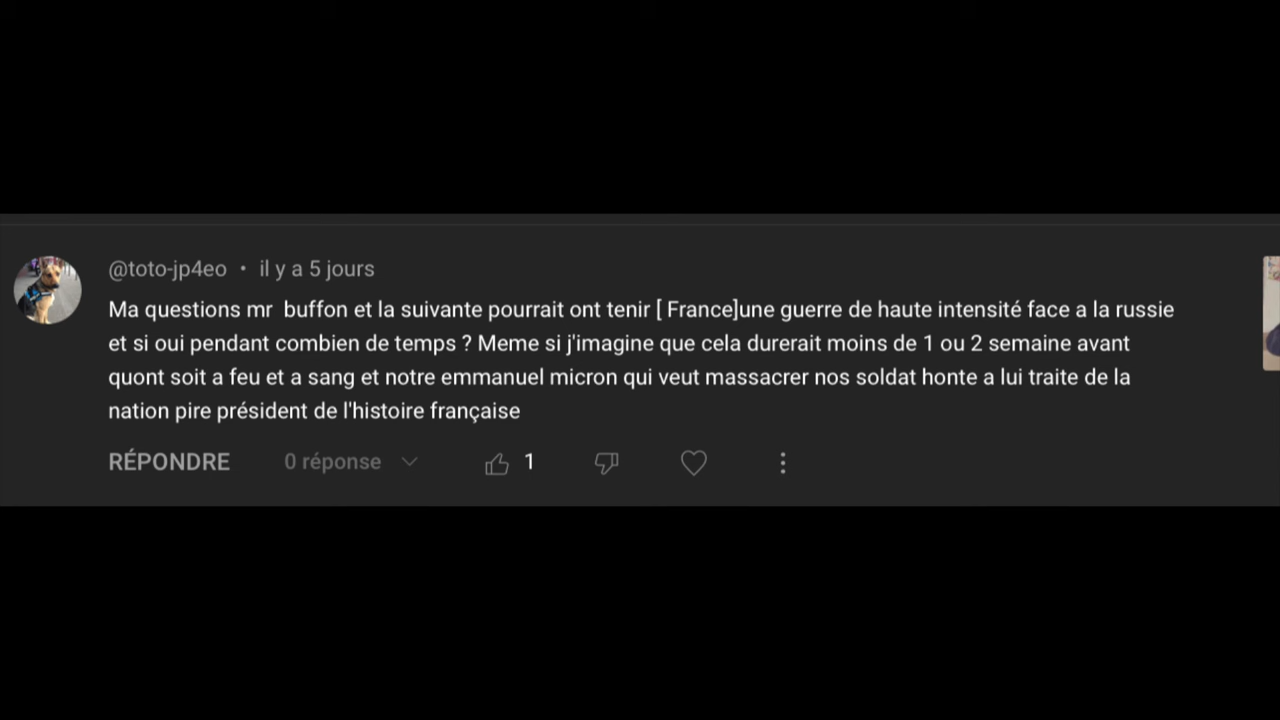 @toto-jp4eo • il y a 5 jours
Ma questions mr buffon et la suivante pourrait ont tenir [ France]une guerre de haute intensité face a la russie
et si oui pendant combien de temps ? Meme si j'imagine que cela durerait moins de 1 ou 2 semaine avant
quont soit a feu et a sang et notre emmanuel micron qui veut massacrer nos soldat honte a lui traite de la
nation pire président de l'histoire française
RÉPONDRE 0 réponse 1